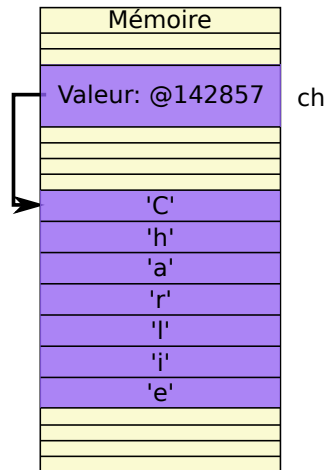 Mémoire
Valeur: @142857 ch
'C'
'h'
'a'
'r'
'l'
'i'
'e'